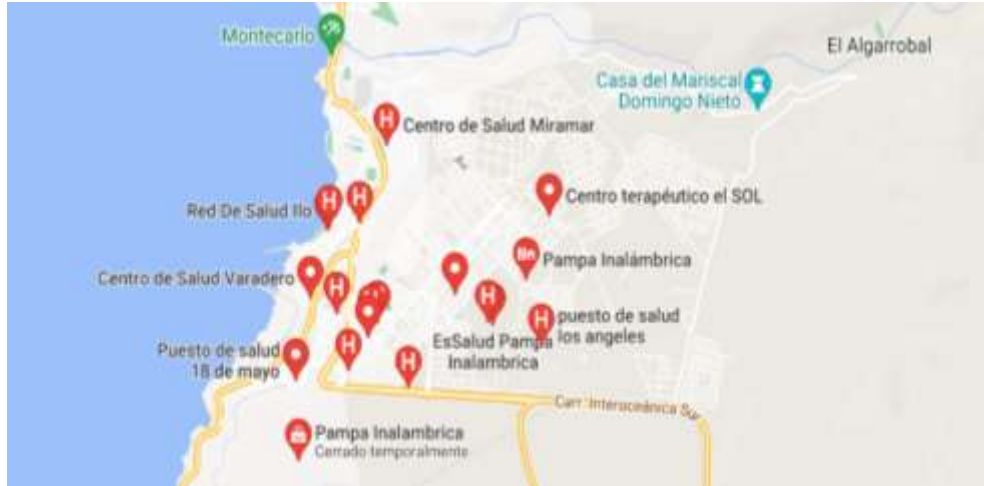 Montecarlo
El Algarrobal
Casa del Mariscal
Domingo Nieto
Centro de Salud Miramar
Centro terapéutico el SOL
Red De Salud Ilo
Pampa Inalámbrica
Centro de Salud Varadero
puesto de salud
los angeles
EsSalud Pampa
Inalambrica
Puesto de salud
18 de mayo
Carr. Interoceánica Sur
Pampa Inalambrica
Cerrado temporalmente